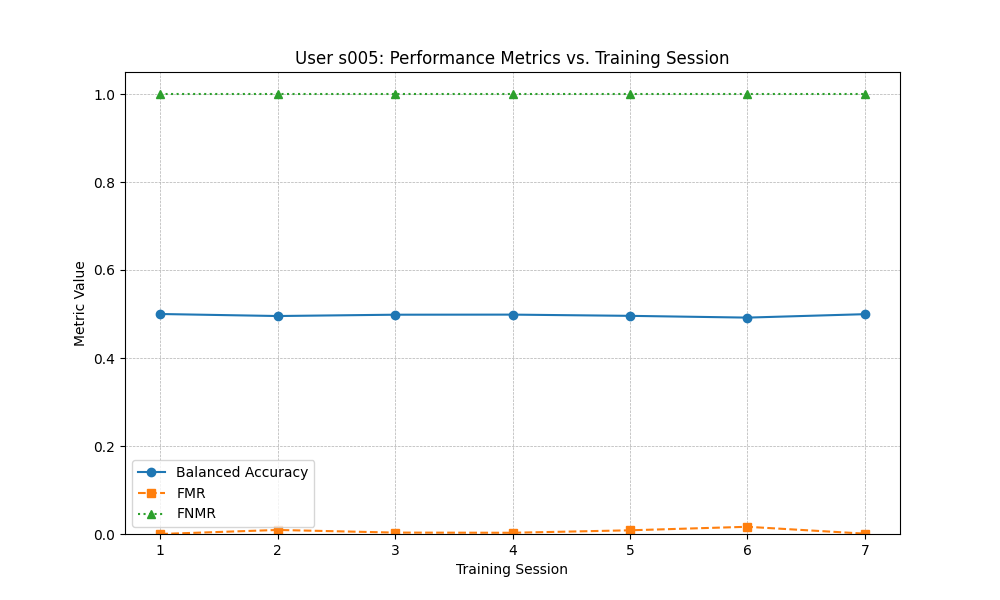 User s005: Performance Metrics vs. Training Session
Metric Value
1.0
0.8
0.6
0.4
0.2
0.0
Balanced Accuracy
FMR
FNMR
1 2 3 4 5 6 7
Training Session